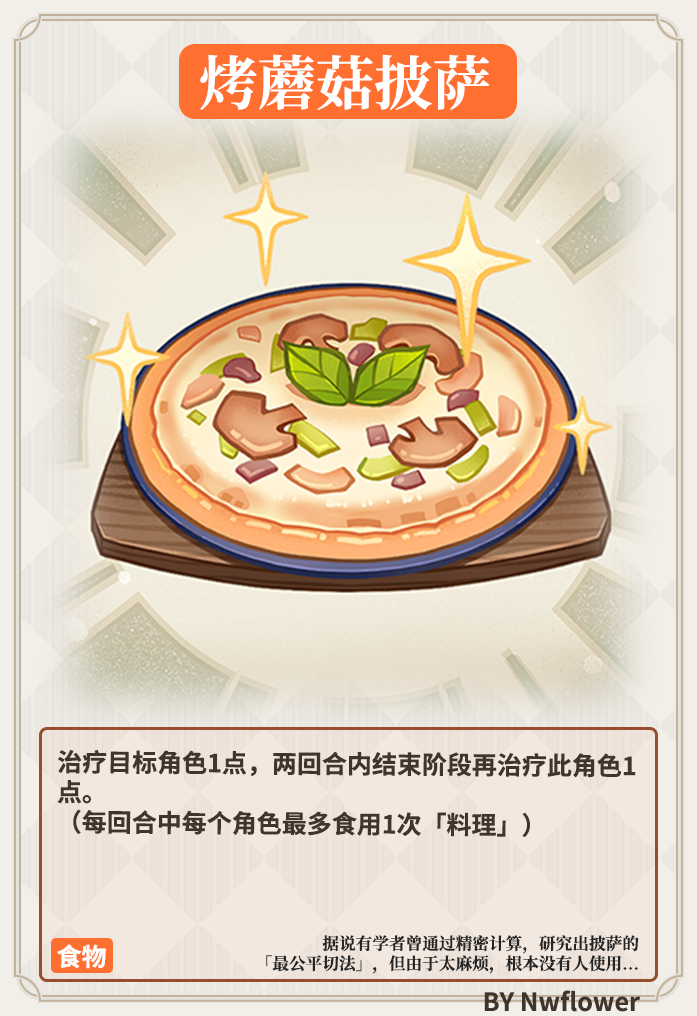 烤蘑菇披萨
治疗目标角色1点，两回合内结束阶段再治疗此角色1
点。
（每回合中每个角色最多食用1次「料理」）
食物
据说有学者曾通过精密计算，研究出披萨的
「最公平切法」，但由于太麻烦，根本没有人使用…
BY Nwflower